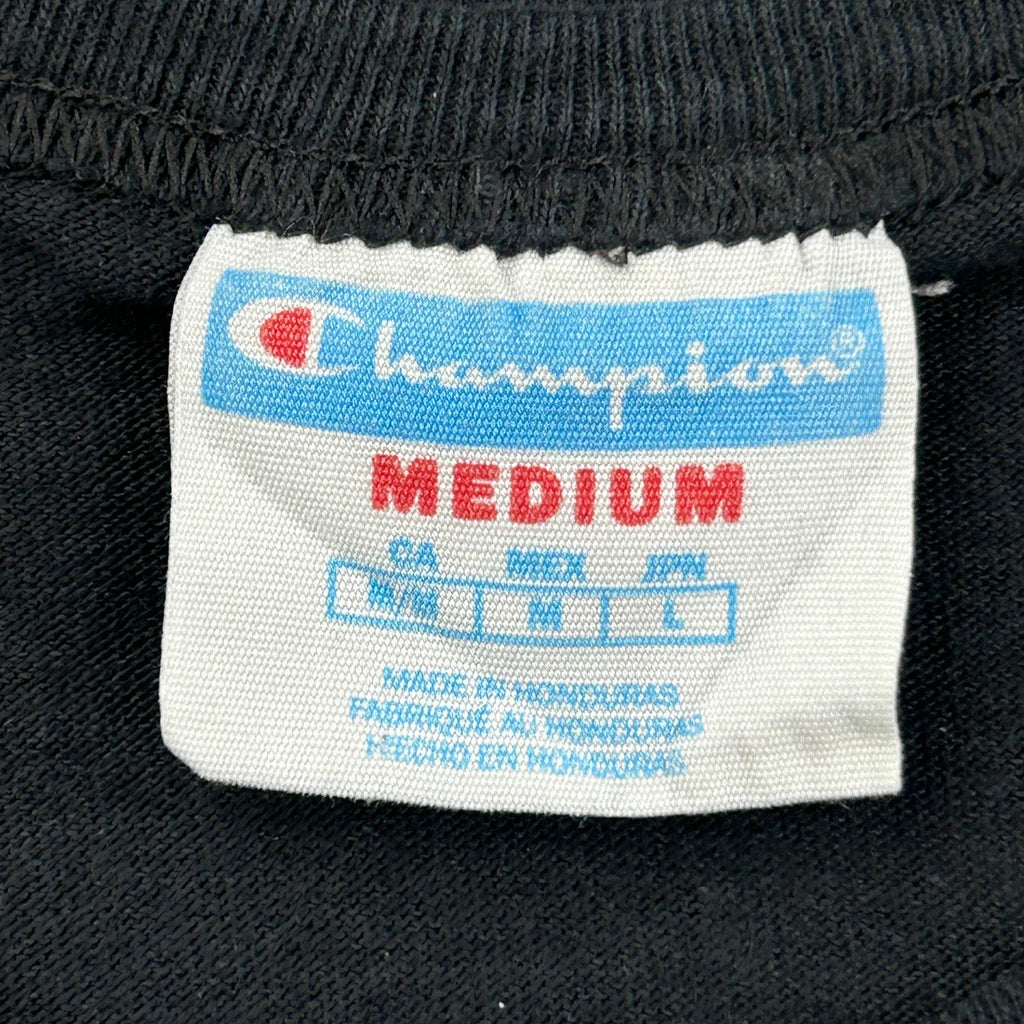 Champion®
MEDIUM
CA MEX JPN
M/M M L
MADE IN HONDURAS
FABRIQUÉ AU HONDURAS
HECHO EN HONDURAS